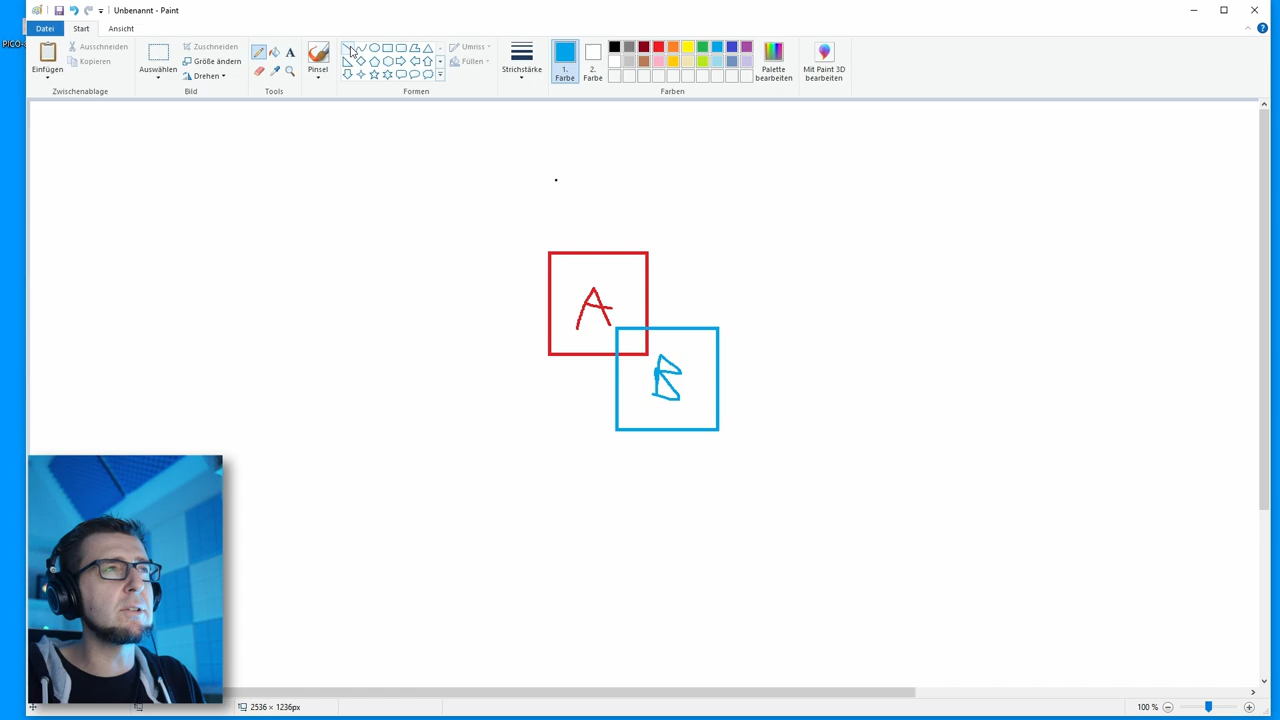 Unbenannt - Paint
Datei Start Ansicht
PICO-
Einfügen
Ausschneiden
Kopieren
Zwischenablage
Auswählen
Zuschneiden
Größe ändern
Drehen
Bild
A
Tools
Pinsel
Formen
Umriss
Füllen
Strichstärke
1. Farbe
2. Farbe
Palette bearbeiten
Farben
Mit Paint 3D bearbeiten
A
B
2536 × 1236px
100 %